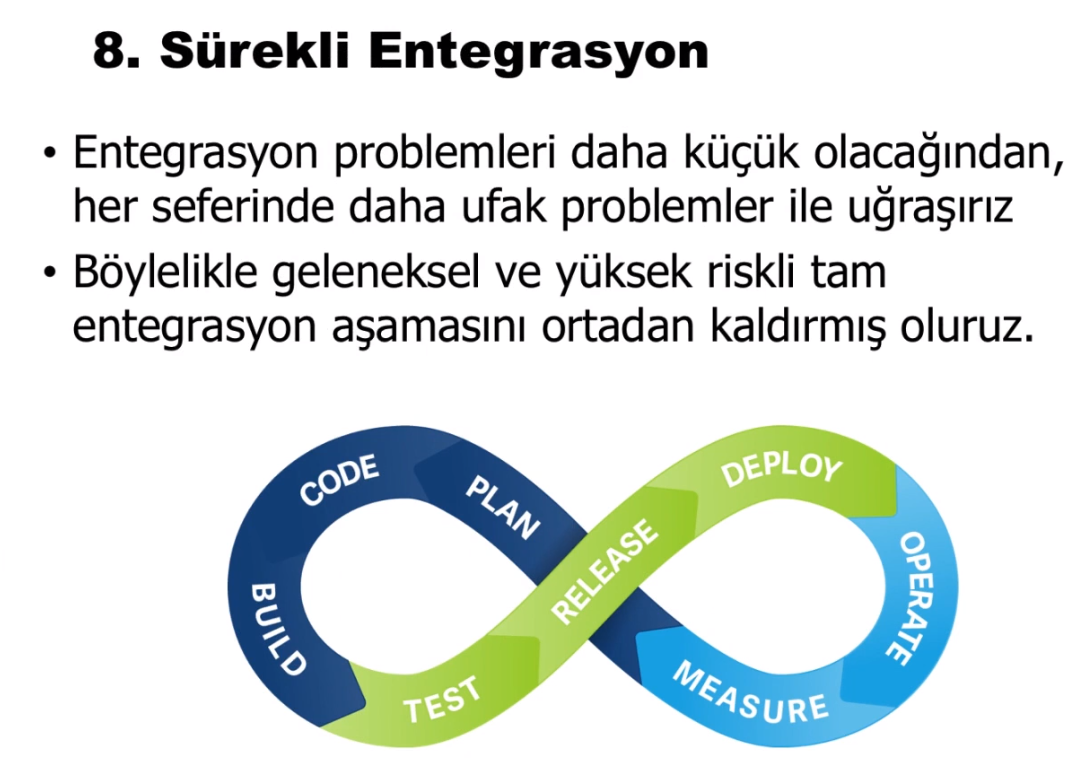 8. Sürekli Entegrasyon
• Entegrasyon problemleri daha küçük olacağından,
her seferinde daha ufak problemler ile uğraşırız
• Böylelikle geleneksel ve yüksek riskli tam
entegrasyon aşamasını ortadan kaldırmış oluruz.
CODE
PLAN
BUILD
TEST
RELEASE
DEPLOY
OPERATE
MEASURE